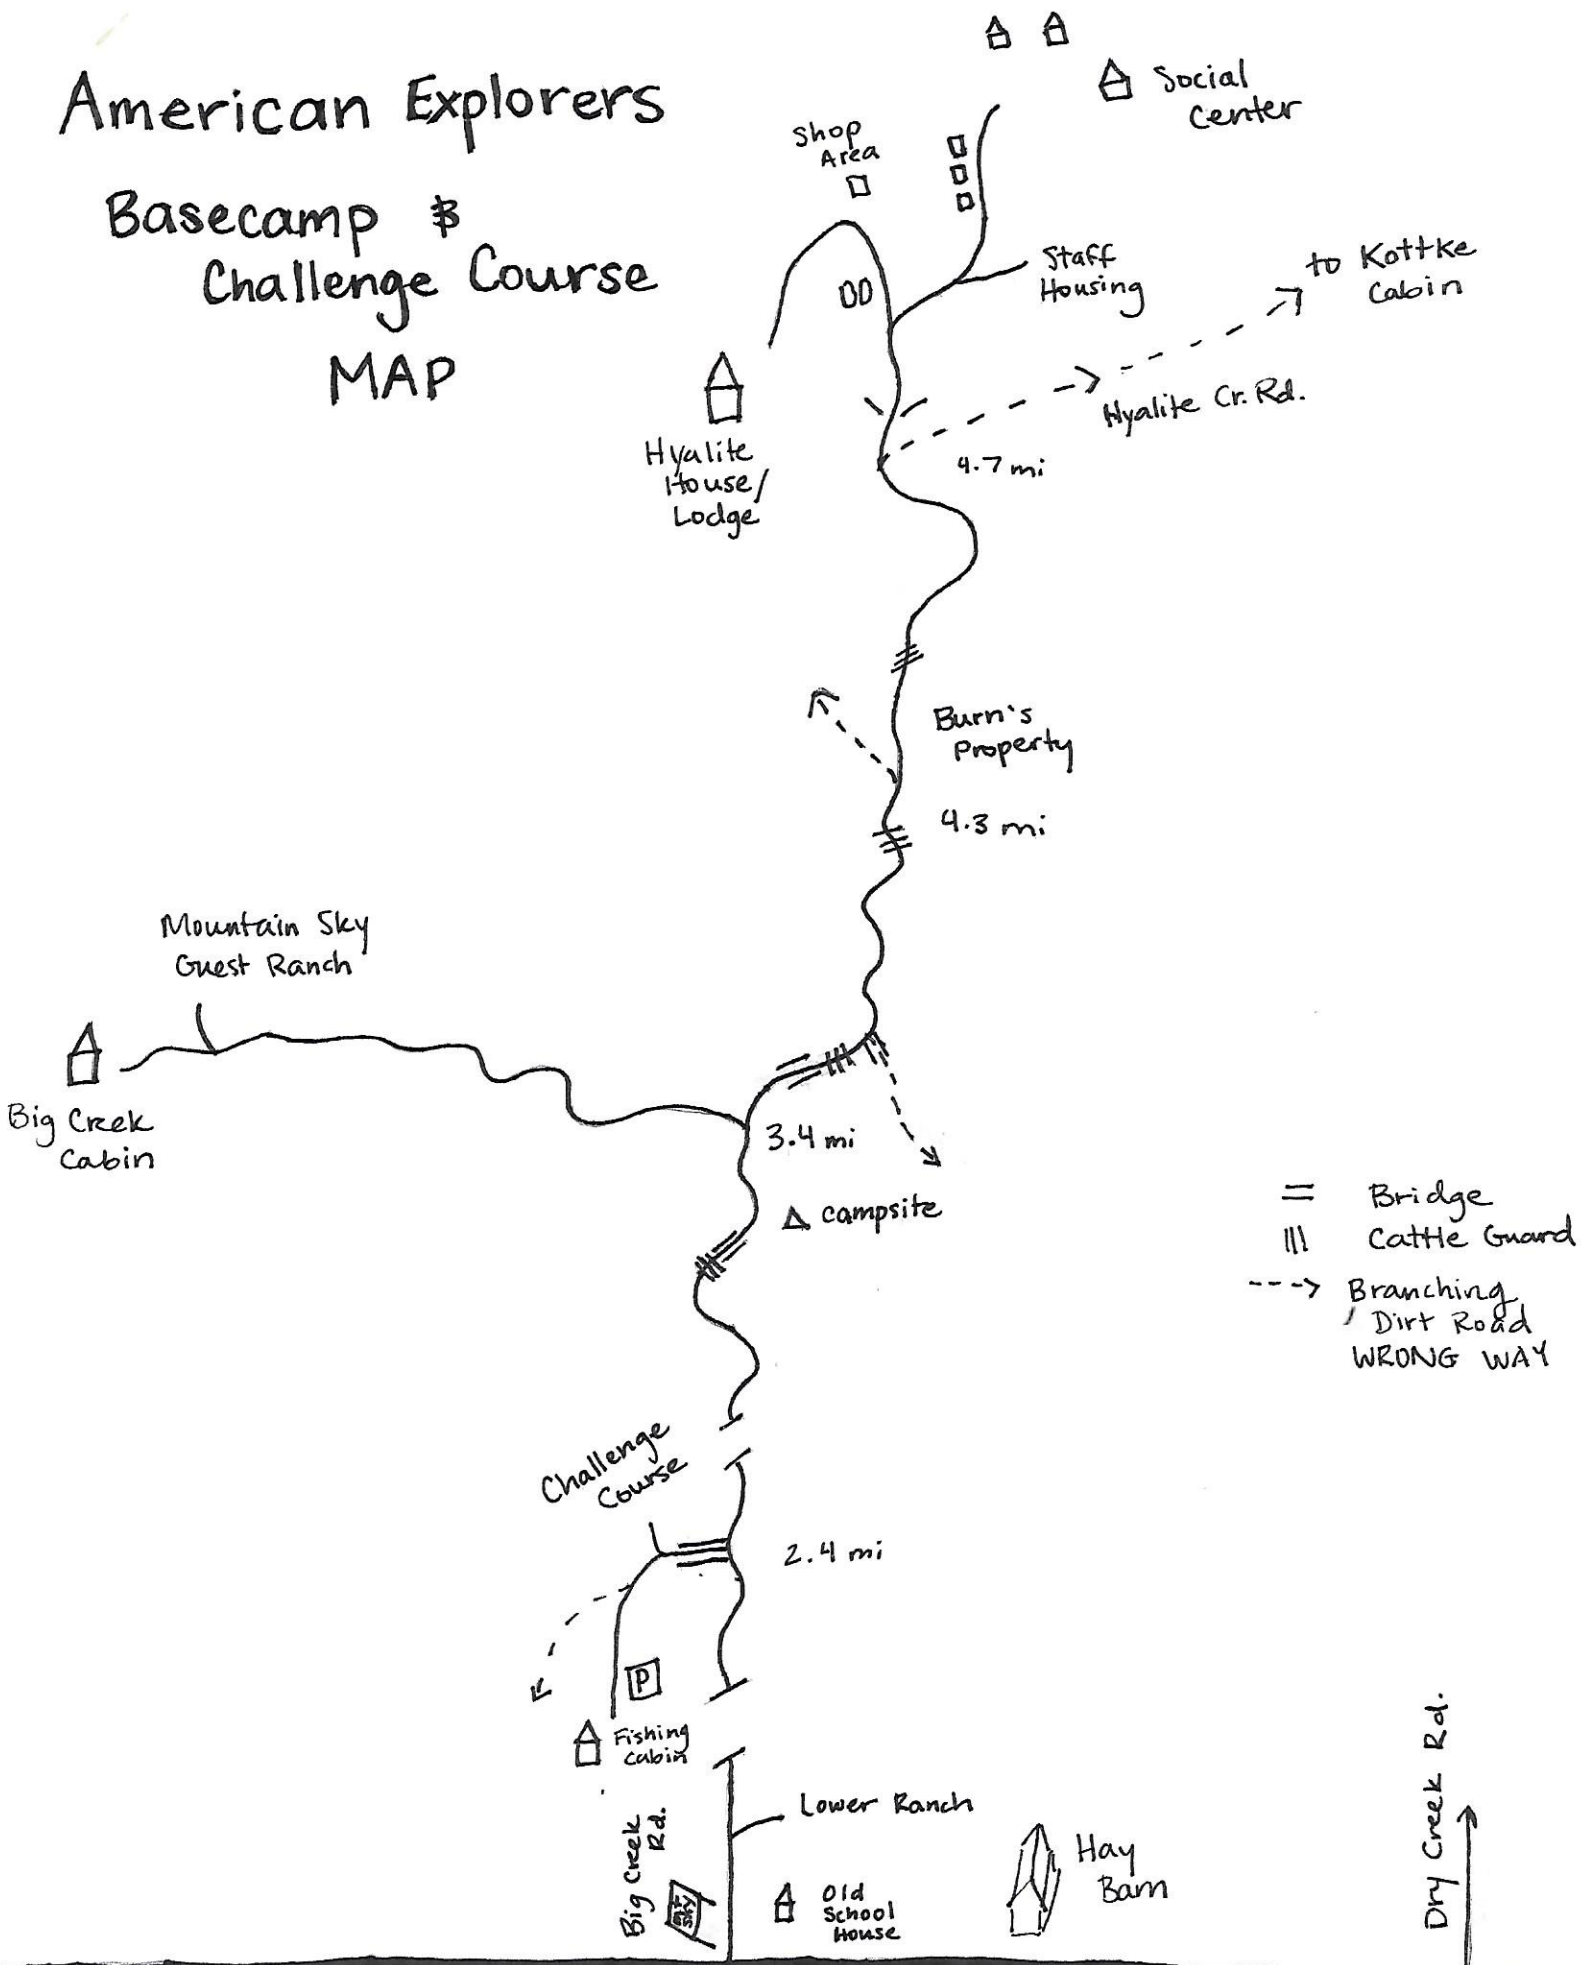 American Explorers
Basecamp &
Challenge Course
MAP
Social
Center
Shop
Area
Staff
Housing
to Kottke
Cabin
Hyalite Cr. Rd.
Hyalite
House/
Lodge
4.7 mi
Burn's
Property
4.3 mi
Mountain Sky
Guest Ranch
Big Creek
Cabin
3.4 mi
campsite
Bridge
Cattle Guard
Branching
Dirt Road
WRONG WAY
Challenge
Course
2.4 mi
P
Fishing
Cabin
Big Creek
Rd.
Lower Ranch
MT
SKY
Old
School
House
Hay
Barn
Dry Creek Rd.